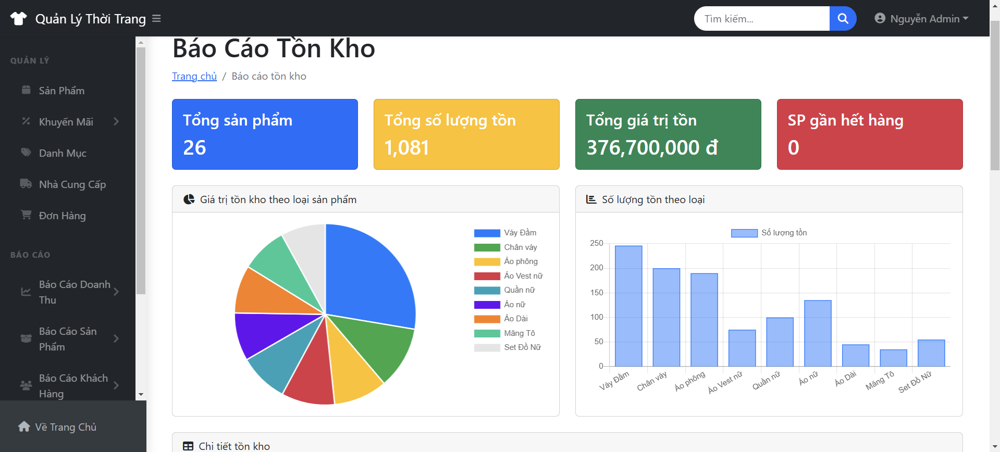 Quản Lý Thời Trang
Tìm kiếm...
Nguyễn Admin
QUẢN LÝ
Sản Phẩm
Khuyến Mãi
Danh Mục
Nhà Cung Cấp
Đơn Hàng
BÁO CÁO
Báo Cáo Doanh
Thu
Báo Cáo Sản
Phẩm
Báo Cáo Khách
Hàng
Về Trang Chủ
Báo Cáo Tồn Kho
Trang chủ / Báo cáo tồn kho
Tổng sản phẩm
26
Tổng số lượng tồn
1,081
Tổng giá trị tồn
376,700,000 đ
SP gần hết hàng
0
Giá trị tồn kho theo loại sản phẩm
Váy Đầm
Chân váy
Áo phông
Áo Vest nữ
Quần nữ
Áo nữ
Áo Dài
Măng Tô
Set Đồ Nữ
Số lượng tồn theo loại
Số lượng tồn
250
200
150
100
50
0
Váy Đầm
Chân váy
Áo phông
Áo Vest nữ
Quần nữ
Áo nữ
Áo Dài
Măng Tô
Set Đồ Nữ
Chi tiết tồn kho